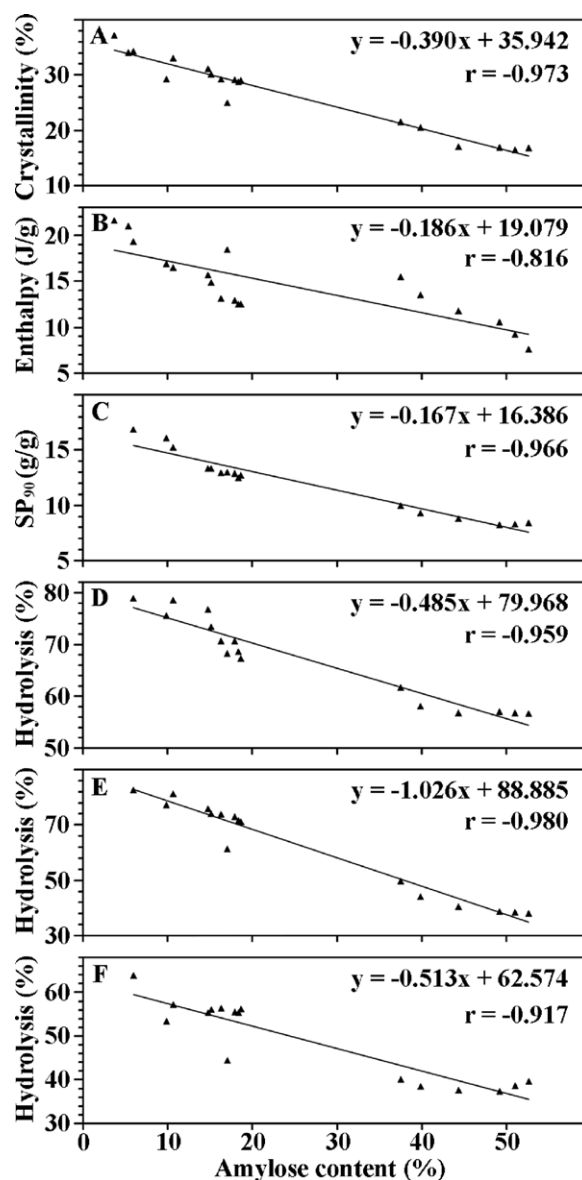 A
y = -0.390x + 35.942
r = -0.973
Crystallinity (%)
30
20
10
B
y = -0.186x + 19.079
r = -0.816
Enthalpy (J/g)
20
15
10
5
C
y = -0.167x + 16.386
r = -0.966
SP₉₀ (g/g)
15
10
5
D
y = -0.485x + 79.968
r = -0.959
Hydrolysis (%)
80
70
60
50
E
y = -1.026x + 88.885
r = -0.980
Hydrolysis (%)
70
50
30
F
y = -0.513x + 62.574
r = -0.917
Hydrolysis (%)
60
50
40
30
0 10 20 30 40 50
Amylose content (%)